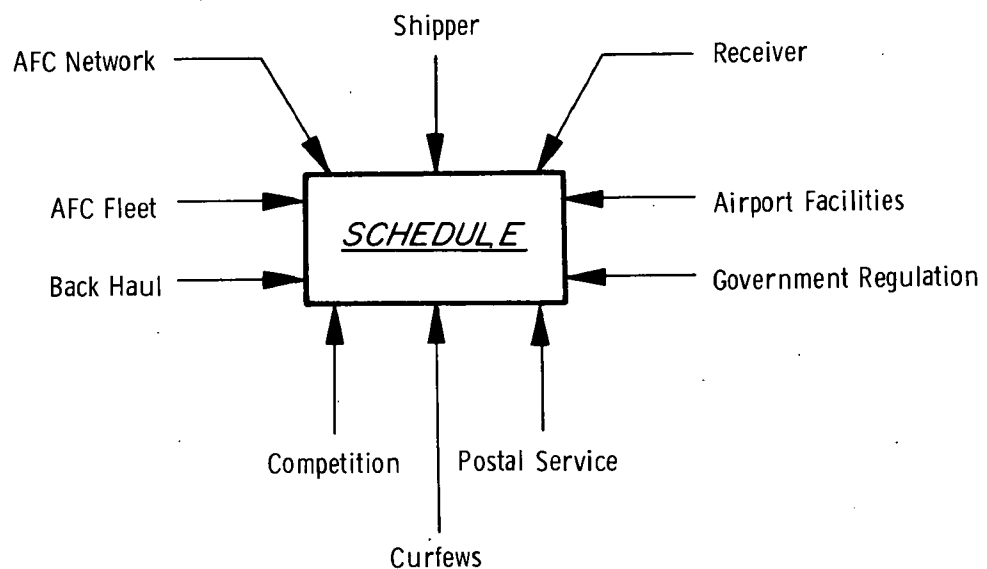 Shipper
AFC Network
Receiver
AFC Fleet
SCHEDULE
Airport Facilities
Back Haul
Government Regulation
Competition
Postal Service
Curfews